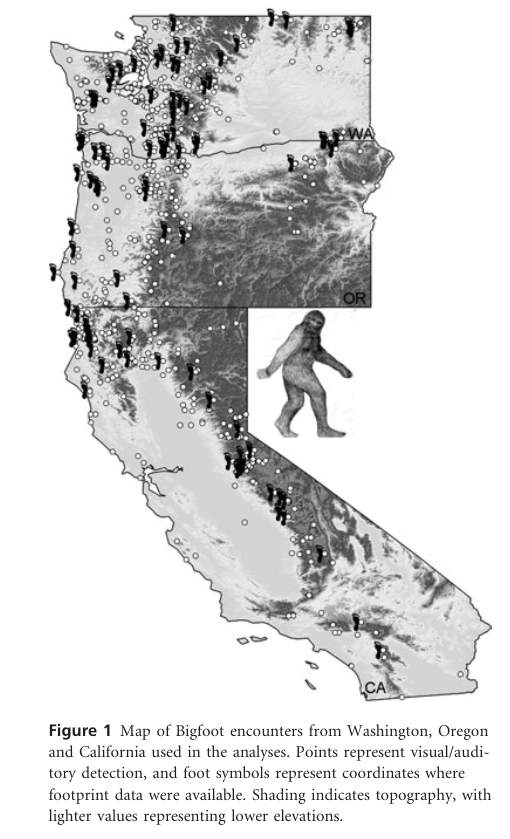 WA
OR
CA
Figure 1 Map of Bigfoot encounters from Washington, Oregon
and California used in the analyses. Points represent visual/audi-
tory detection, and foot symbols represent coordinates where
footprint data were available. Shading indicates topography, with
lighter values representing lower elevations.